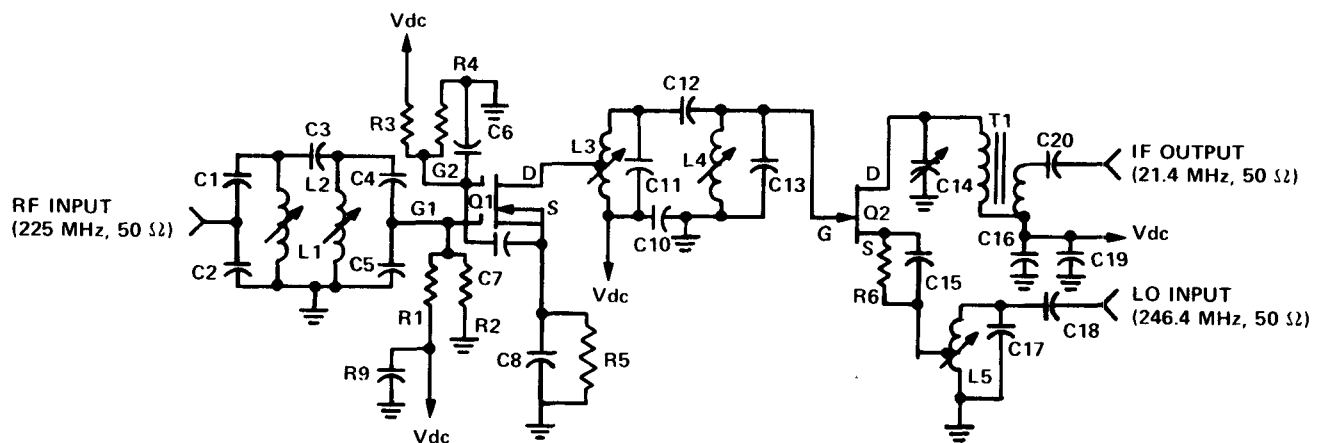 Vdc
R4
R3
C6
G2
C3
L2
C1
C4
RF INPUT
(225 MHz, 50 Ω)
G1
Q1
D
S
L1
C2
C5
C7
R1
R2
R9
Vdc
C8
R5
C12
L3
C11
L4
C13
C10
Vdc
D
Q2
G
S
C14
T1
C20
IF OUTPUT
(21.4 MHz, 50 Ω)
C16
Vdc
C19
R6
C15
LO INPUT
(246.4 MHz, 50 Ω)
C18
C17
L5